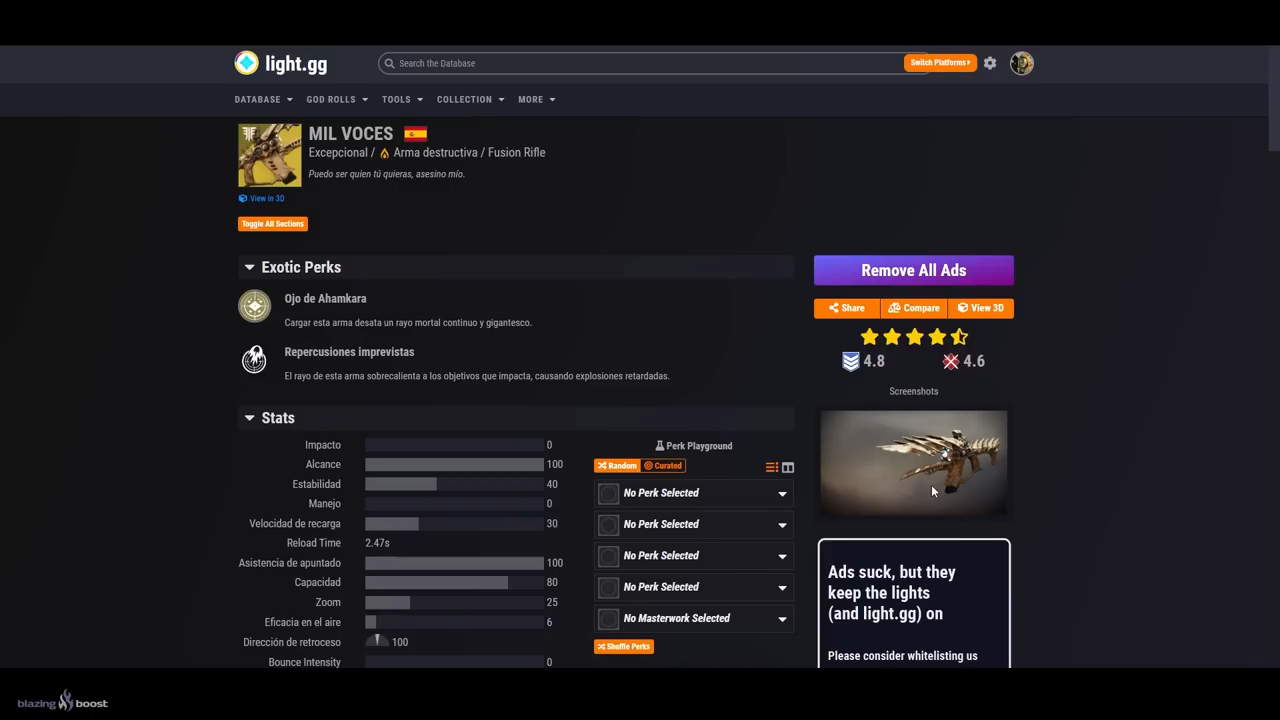 light.gg
Search the Database
Switch Platforms
DATABASE GOD ROLLS TOOLS COLLECTION MORE
MIL VOCES
Excepcional / Arma destructiva / Fusion Rifle
Puedo ser quien tú quieras, asesino mío.
View in 3D
Toggle All Sections
Exotic Perks
Ojo de Ahamkara
Cargar esta arma desata un rayo mortal continuo y gigantesco.
Repercusiones imprevistas
El rayo de esta arma sobrecalienta a los objetivos que impacta, causando explosiones retardadas.
Remove All Ads
Share Compare View 3D
4.8 4.6
Screenshots
Stats
Impacto 0
Alcance 100
Estabilidad 40
Manejo 0
Velocidad de recarga 30
Reload Time 2.47s
Asistencia de apuntado 100
Capacidad 80
Zoom 25
Eficacia en el aire 6
Dirección de retroceso 100
Bounce Intensity 0
Perk Playground
Random Curated
No Perk Selected
No Perk Selected
No Perk Selected
No Perk Selected
No Masterwork Selected
Shuffle Perks
Ads suck, but they
keep the lights
(and light.gg) on
Please consider whitelisting us
blazing boost